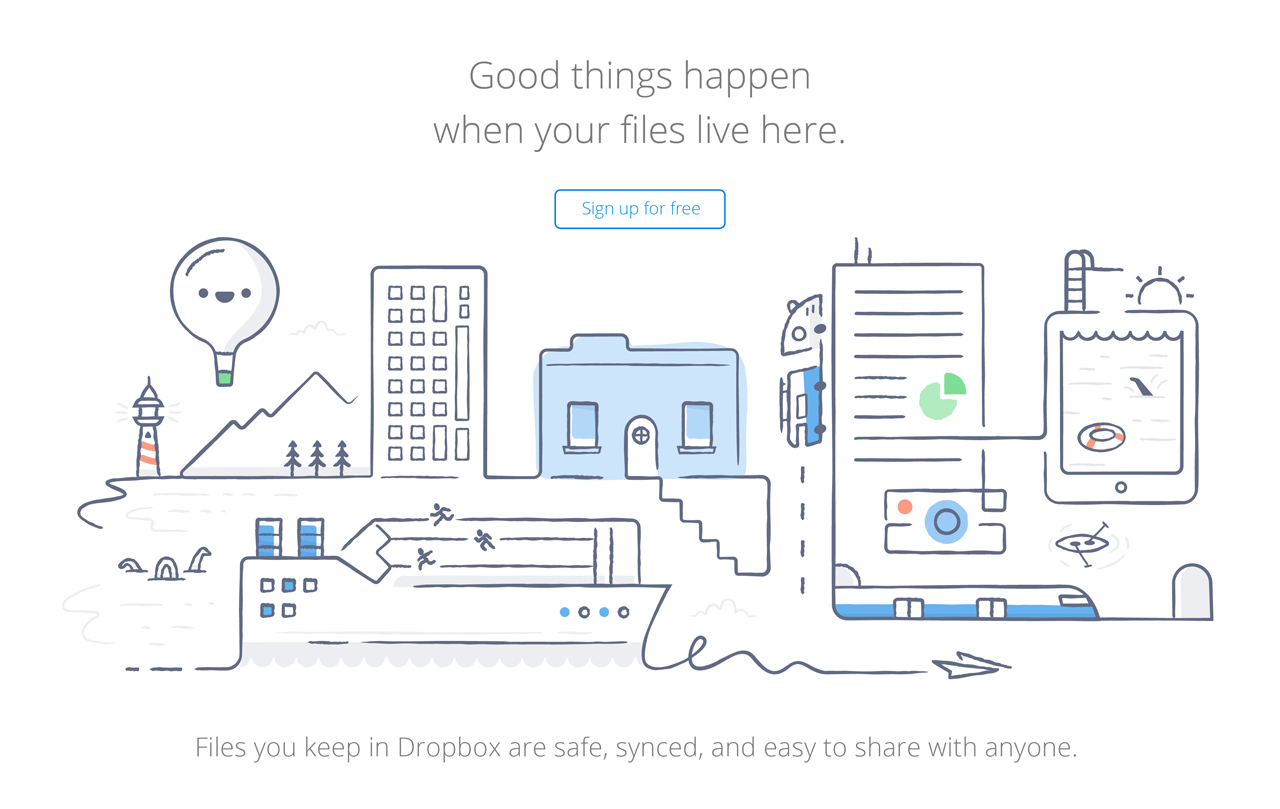 Good things happen
when your files live here.
Sign up for free
Files you keep in Dropbox are safe, synced, and easy to share with anyone.